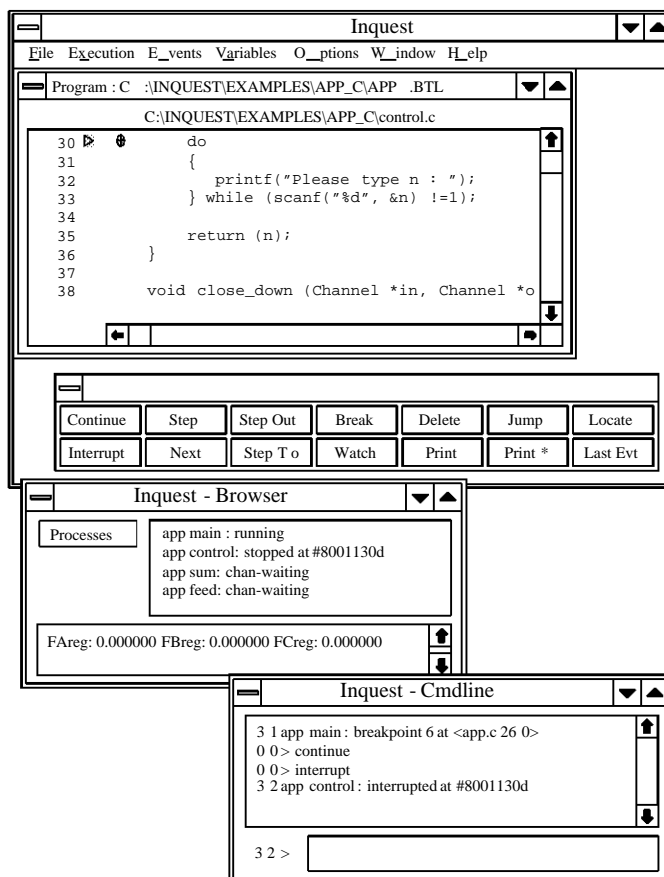 Inquest
File Execution E_vents Variables O__ptions W_indow H_elp
Program : C :\INQUEST\EXAMPLES\APP_C\APP .BTL
C:\INQUEST\EXAMPLES\APP_C\control.c
30 do
31 {
32 printf("Please type n : ");
33 } while (scanf("%d", &n) !=1);
34
35 return (n);
36 }
37
38 void close_down (Channel *in, Channel *o
Continue Step Step Out Break Delete Jump Locate
Interrupt Next Step T o Watch Print Print * Last Evt
Inquest - Browser
Processes
app main : running
app control: stopped at #8001130d
app sum: chan-waiting
app feed: chan-waiting
FAreg: 0.000000 FBreg: 0.000000 FCreg: 0.000000
Inquest - Cmdline
3 1 app main : breakpoint 6 at <app.c 26 0>
0 0 > continue
0 0 > interrupt
3 2 app control : interrupted at #8001130d
3 2 >